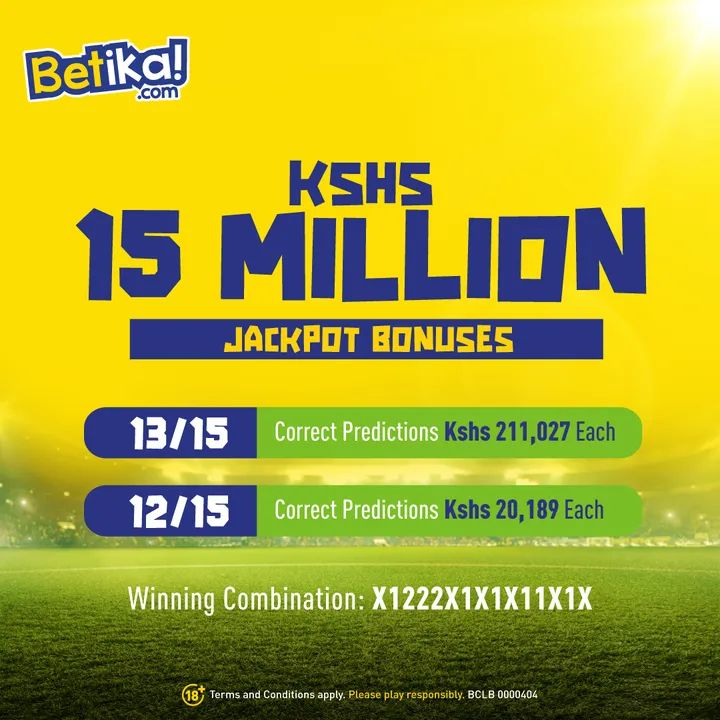 Betika!
.com
KSHS
15 MILLION
JACKPOT BONUSES
13/15 Correct Predictions Kshs 211,027 Each
12/15 Correct Predictions Kshs 20,189 Each
Winning Combination: X1222X1X1X11X1X
18+ Terms and Conditions apply. Please play responsibly. BCLB 0000404